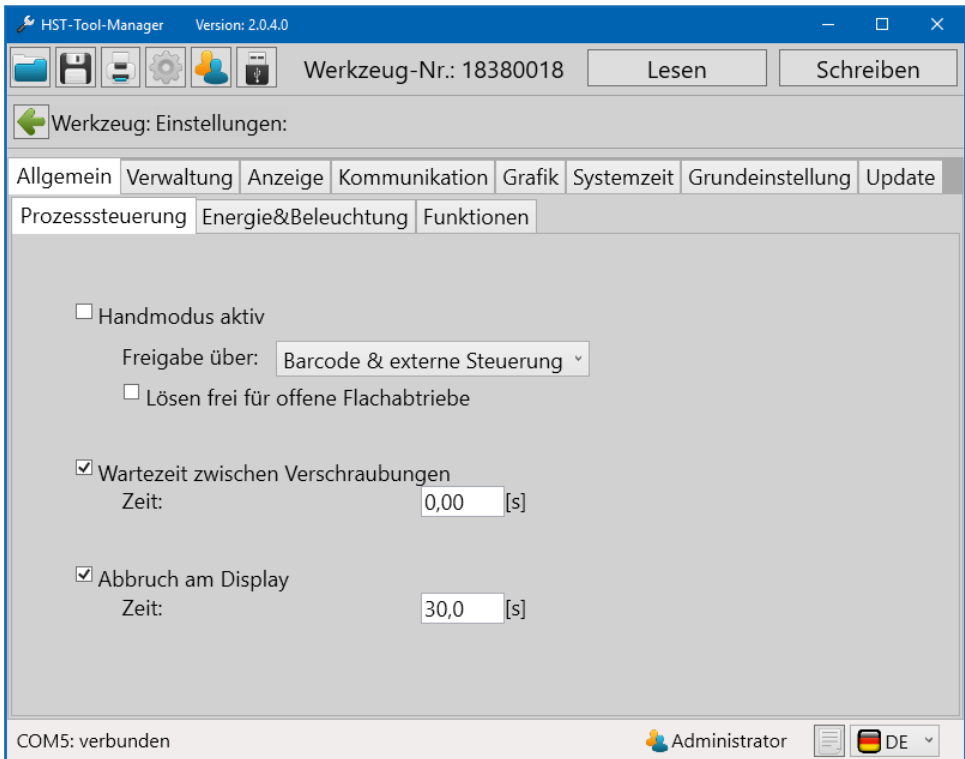 HST-Tool-Manager Version: 2.0.4.0
Werkzeug-Nr.: 18380018 Lesen Schreiben
Werkzeug: Einstellungen:
Allgemein Verwaltung Anzeige Kommunikation Grafik Systemzeit Grundeinstellung Update
Prozesssteuerung Energie&Beleuchtung Funktionen
Handmodus aktiv
Freigabe über: Barcode & externe Steuerung
Lösen frei für offene Flachabtriebe
Wartezeit zwischen Verschraubungen
Zeit: 0,00 [s]
Abbruch am Display
Zeit: 30,0 [s]
COM5: verbunden Administrator DE